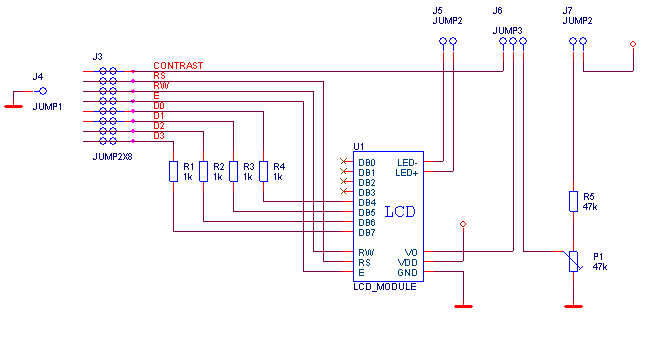 J5
J6
J7
JUMP2
JUMP3
JUMP2
J3
CONTRAST
RS
RW
E
D0
D1
D2
D3
J4
JUMP1
JUMP2X8
R1
1k
R2
1k
R3
1k
R4
1k
U1
DB0
DB1
DB2
DB3
DB4
DB5
DB6
DB7
RW
RS
E
LED-
LED+
LCD
VO
VDD
GND
LCD_MODULE
R5
47k
P1
47k